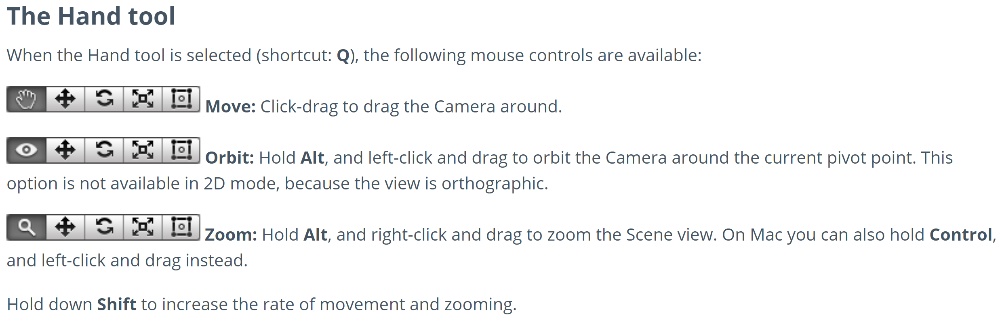 The Hand tool
When the Hand tool is selected (shortcut: Q), the following mouse controls are available:
Move: Click-drag to drag the Camera around.
Orbit: Hold Alt, and left-click and drag to orbit the Camera around the current pivot point. This
option is not available in 2D mode, because the view is orthographic.
Zoom: Hold Alt, and right-click and drag to zoom the Scene view. On Mac you can also hold Control,
and left-click and drag instead.
Hold down Shift to increase the rate of movement and zooming.